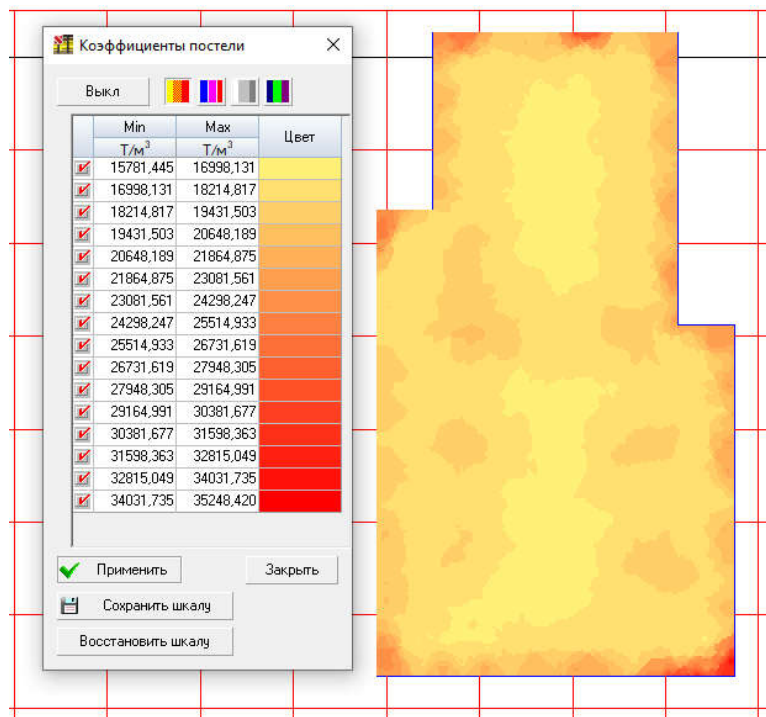 Коэффициенты постели
Выкл
Min Max Цвет
Т/м³ Т/м³
15781,445 16998,131
16998,131 18214,817
18214,817 19431,503
19431,503 20648,189
20648,189 21864,875
21864,875 23081,561
23081,561 24298,247
24298,247 25514,933
25514,933 26731,619
26731,619 27948,305
27948,305 29164,991
29164,991 30381,677
30381,677 31598,363
31598,363 32815,049
32815,049 34031,735
34031,735 35248,420
Применить Закрыть
Сохранить шкалу
Восстановить шкалу